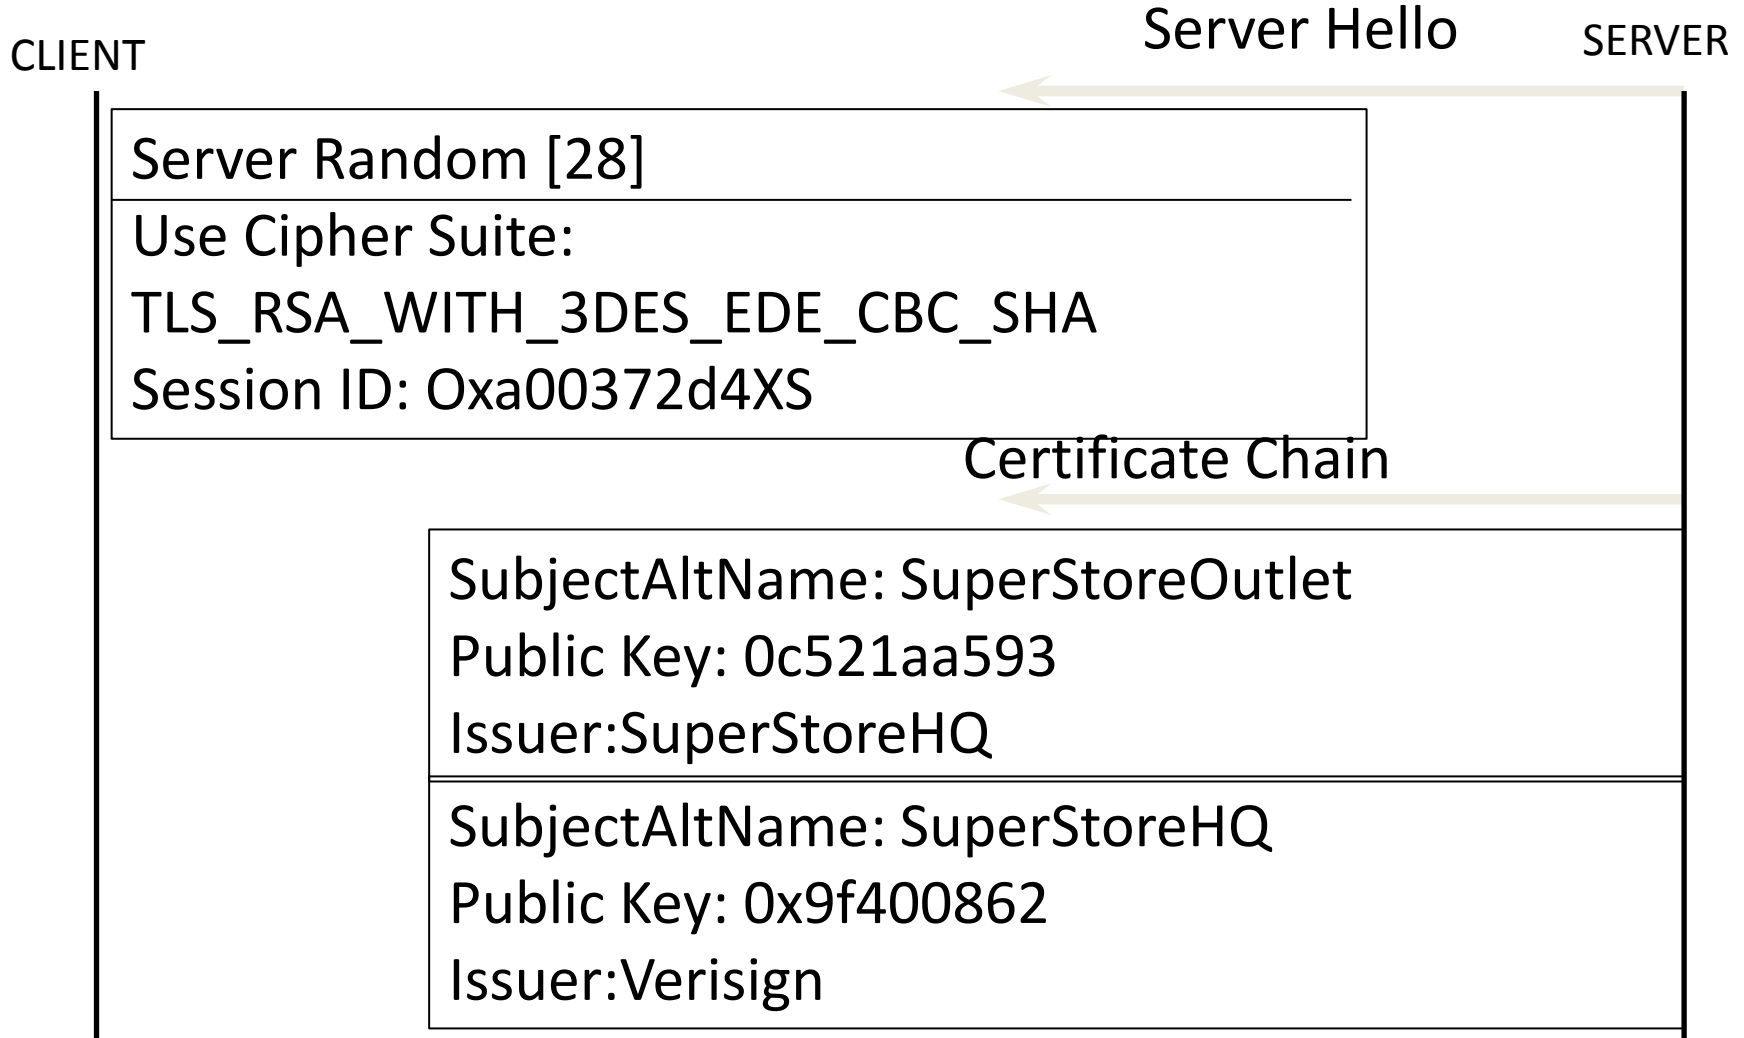 Server Hello
CLIENT
SERVER
Server Random [28]
Use Cipher Suite:
TLS_RSA_WITH_3DES_EDE_CBC_SHA
Session ID: Oxa00372d4XS
Certificate Chain
SubjectAltName: SuperStoreOutlet
Public Key: 0c521aa593
Issuer:SuperStoreHQ
SubjectAltName: SuperStoreHQ
Public Key: 0x9f400862
Issuer:Verisign